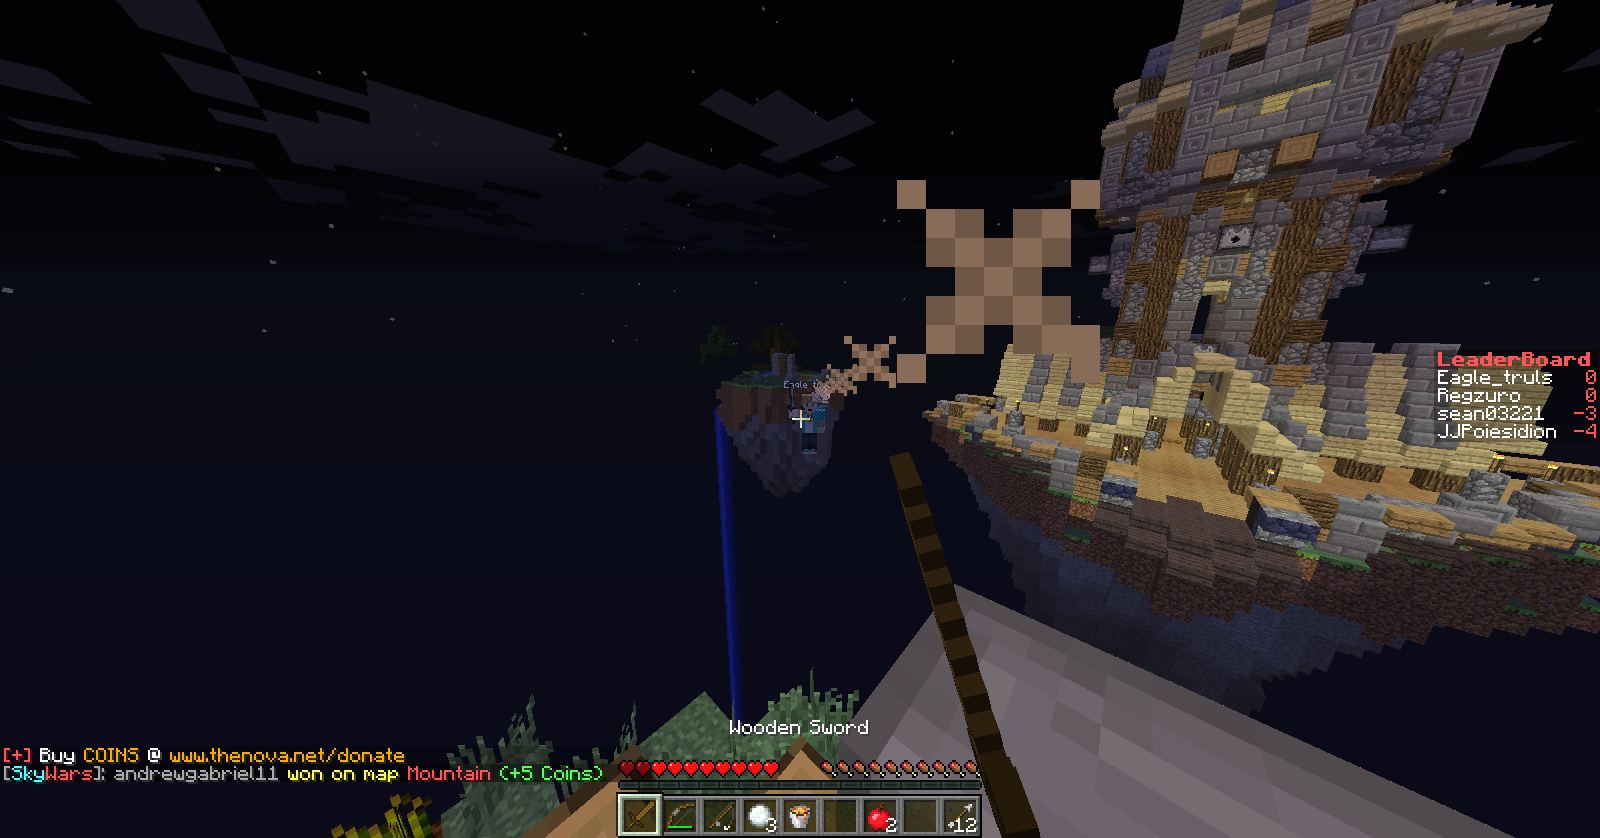 Eagle_tr
LeaderBoard
Eagle_truls 0
Regzuro 0
sean03221 -3
JJPoiesidion -4
Wooden Sword
[+] Buy COINS @ www.thenova.net/donate
[SkyWars]: andrewgabriel11 won on map Mountain (+5 Coins)
3
2
+12